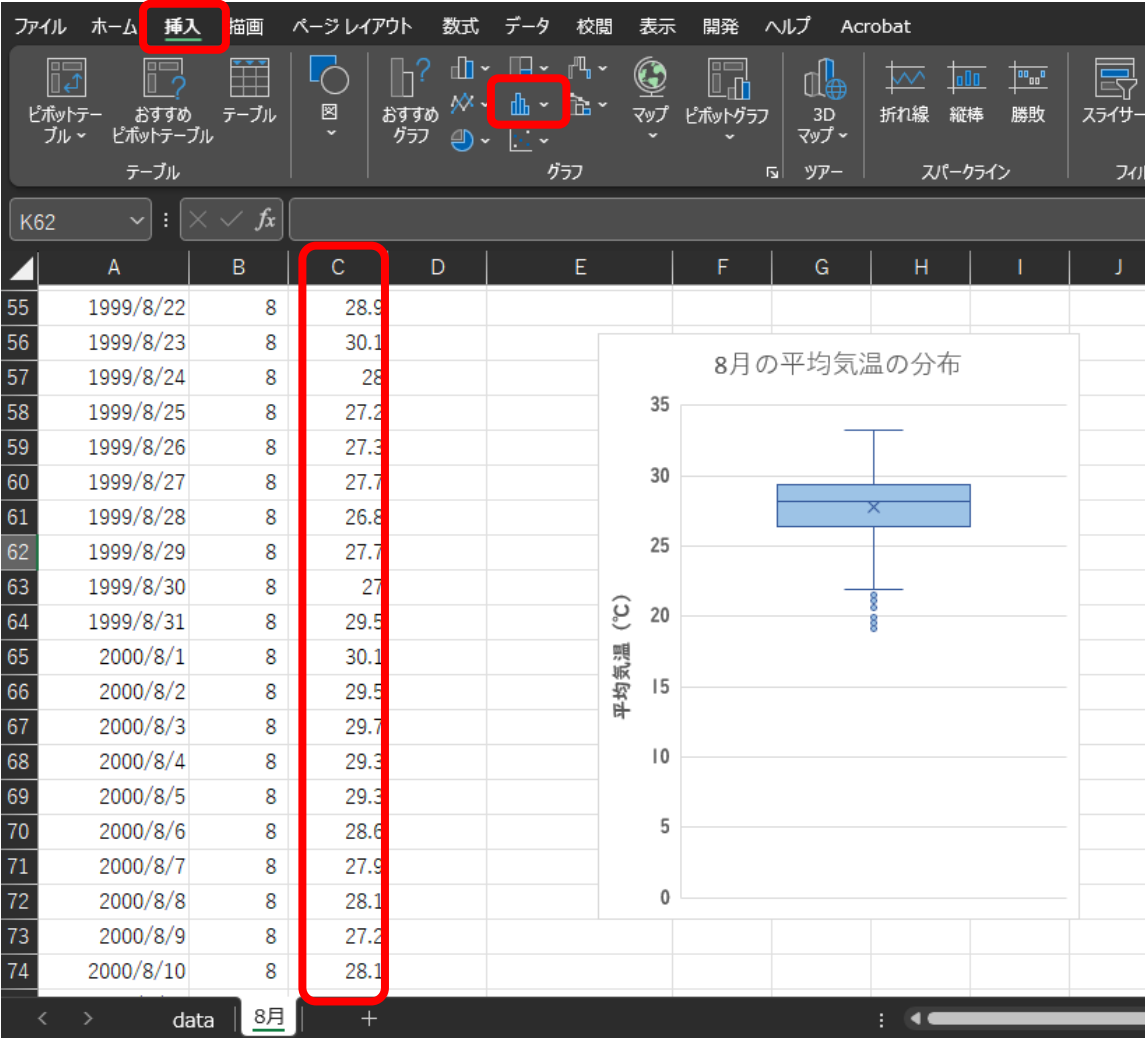 ファイル ホーム 挿入 描画 ページ レイアウト 数式 データ 校閲 表示 開発 ヘルプ Acrobat
ピボットテーブル
おすすめ ピボットテーブル
テーブル
図
おすすめ グラフ
マップ
ピボットグラフ
3D マップ
折れ線 縦棒 勝敗
スライサー
テーブル グラフ ツアー スパークライン フィル
K62 fx
A B C D E F G H I J
55 1999/8/22 8 28.9
56 1999/8/23 8 30.1
57 1999/8/24 8 28
58 1999/8/25 8 27.2
59 1999/8/26 8 27.3
60 1999/8/27 8 27.7
61 1999/8/28 8 26.8
62 1999/8/29 8 27.7
63 1999/8/30 8 27
64 1999/8/31 8 29.5
65 2000/8/1 8 30.1
66 2000/8/2 8 29.5
67 2000/8/3 8 29.7
68 2000/8/4 8 29.3
69 2000/8/5 8 29.3
70 2000/8/6 8 28.6
71 2000/8/7 8 27.9
72 2000/8/8 8 28.1
73 2000/8/9 8 27.2
74 2000/8/10 8 28.1
8月の平均気温の分布
平均気温（℃）
35
30
25
20
15
10
5
0
data 8月 +